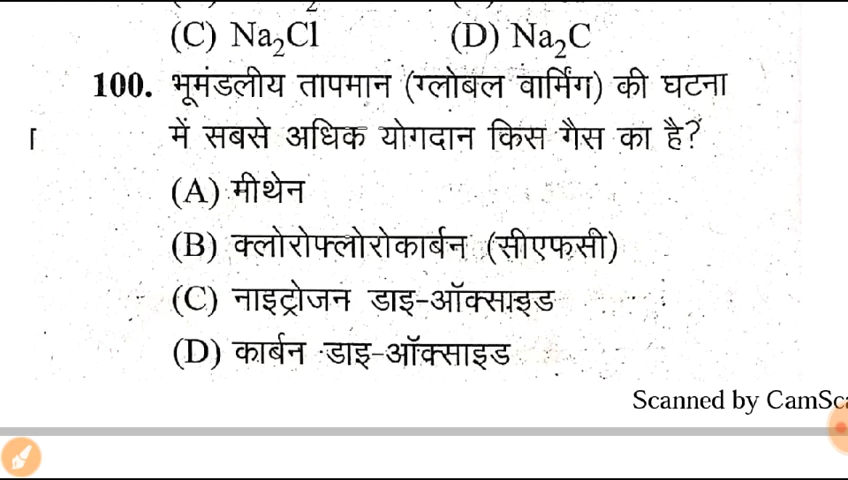 (C) Na₂Cl (D) Na₂C
100. भूमंडलीय तापमान (ग्लोबल वार्मिंग) की घटना
में सबसे अधिक योगदान किस गैस का है?
(A) मीथेन
(B) क्लोरोफ्लोरोकार्बन (सीएफसी)
(C) नाइट्रोजन डाइ-ऑक्साइड
(D) कार्बन डाइ-ऑक्साइड
Scanned by CamSca